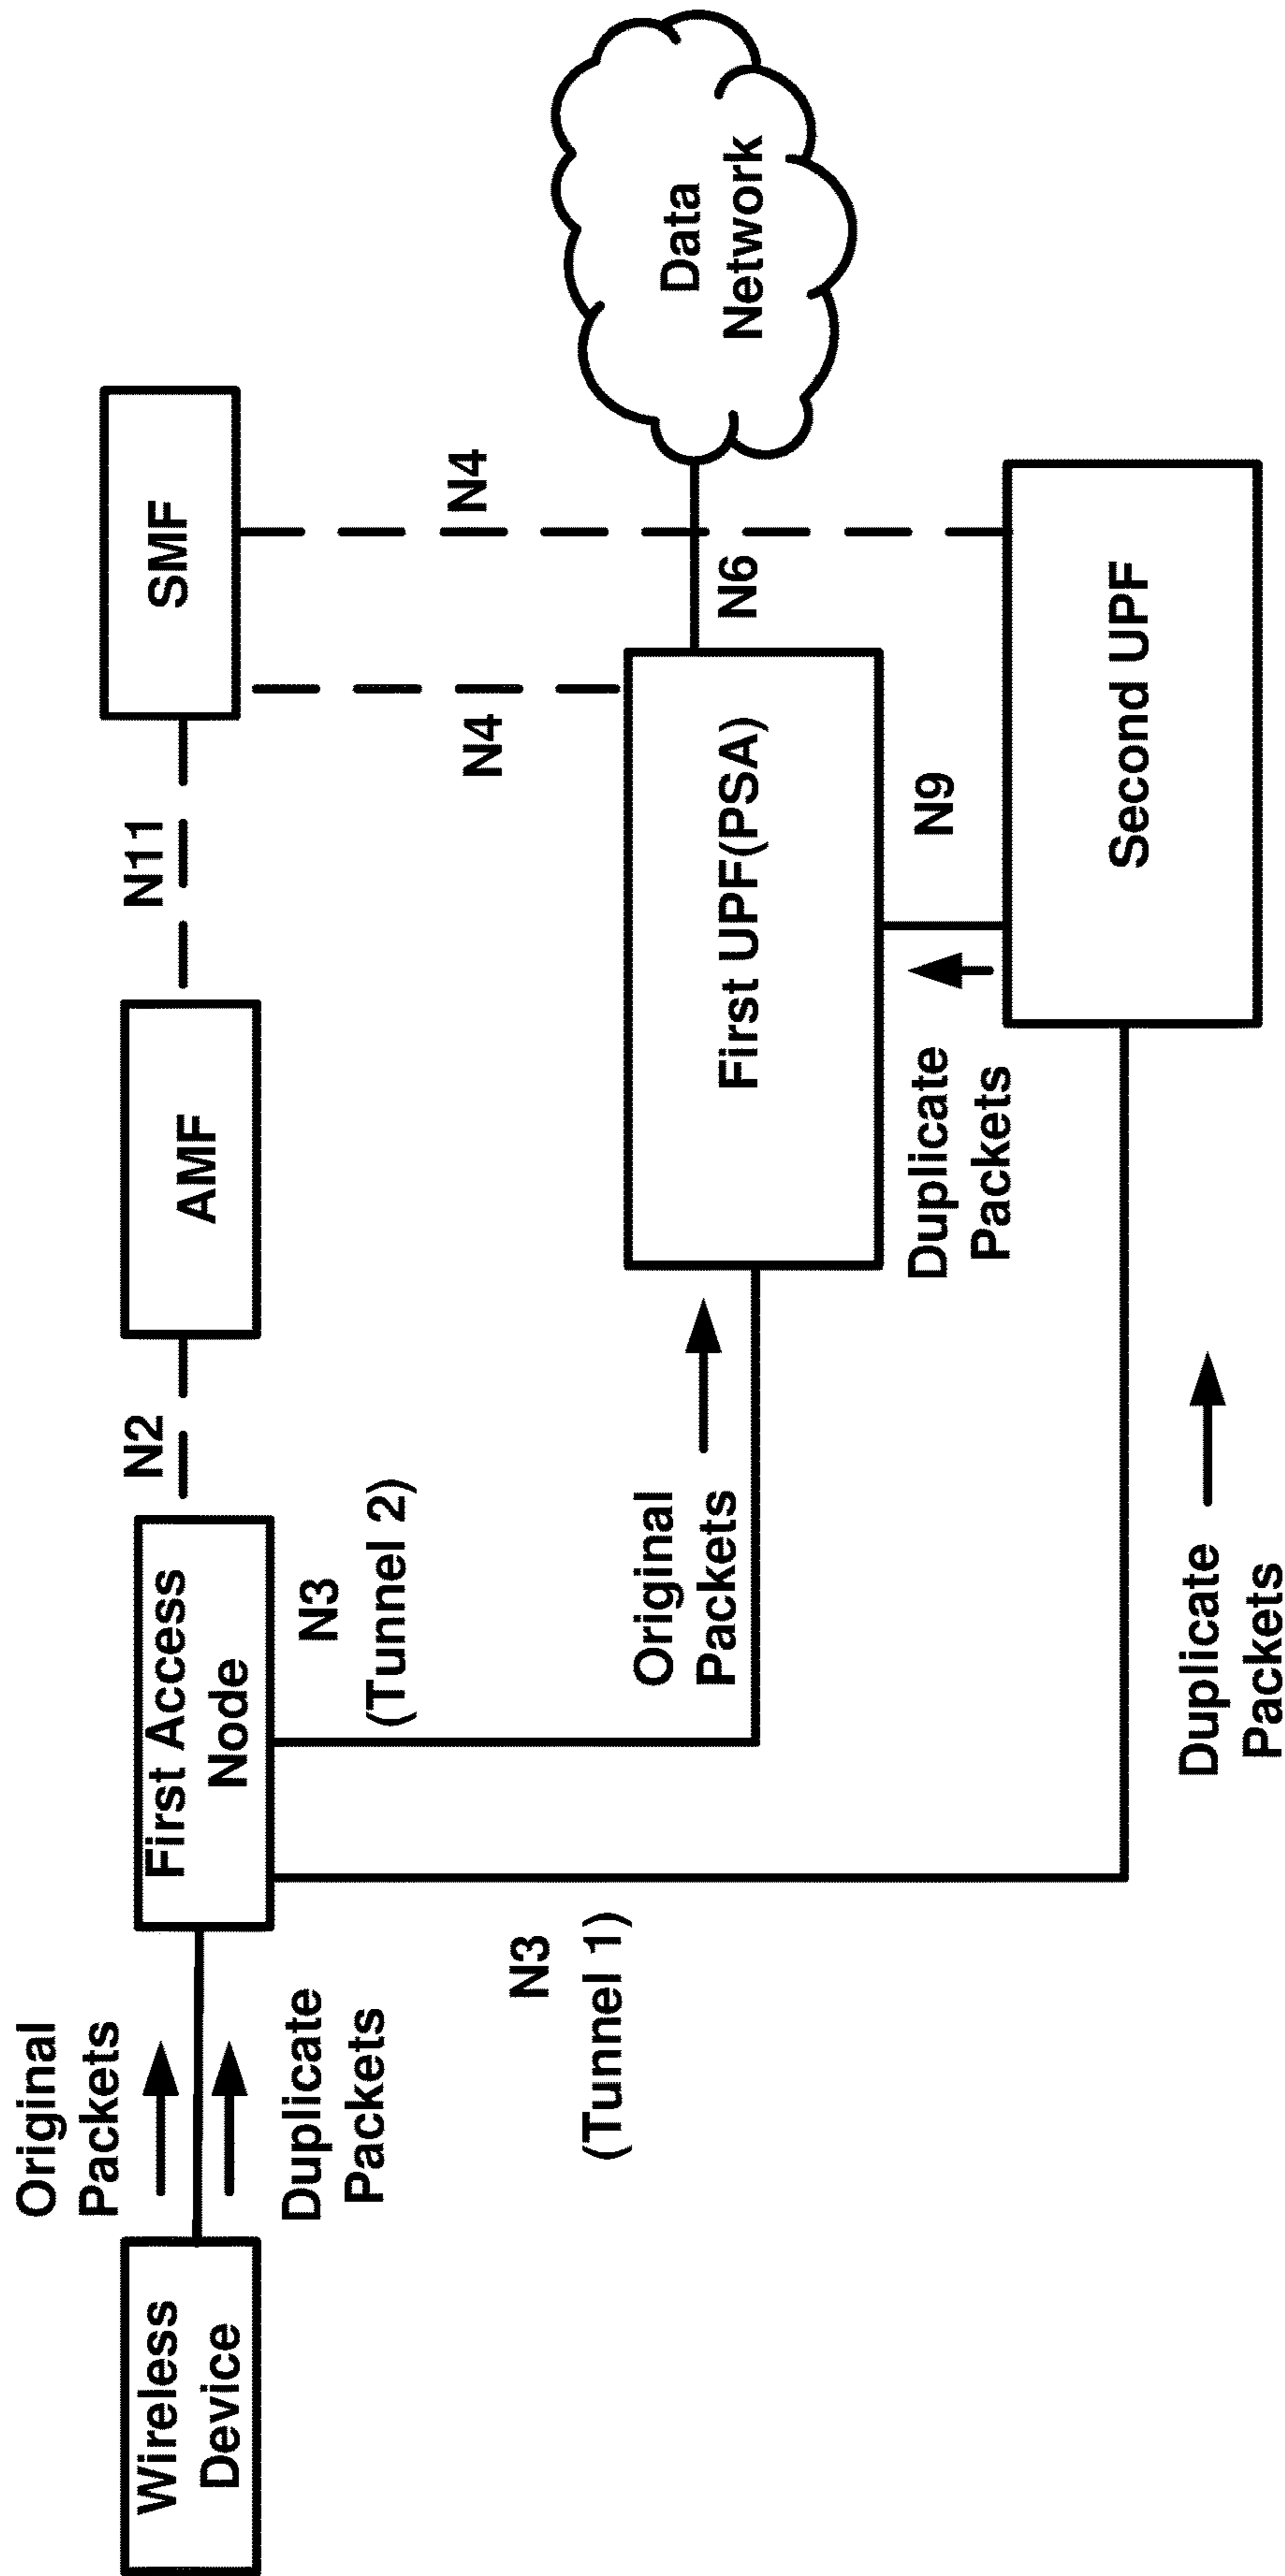 Original
Packets
Wireless
Device
Duplicate
Packets
First Access
Node
N2
AMF
N11
SMF
N3
(Tunnel 2)
N3
(Tunnel 1)
N4
N4
Original
Packets
First UPF(PSA)
N6
Data
Network
Duplicate
Packets
N9
Second UPF
Duplicate
Packets